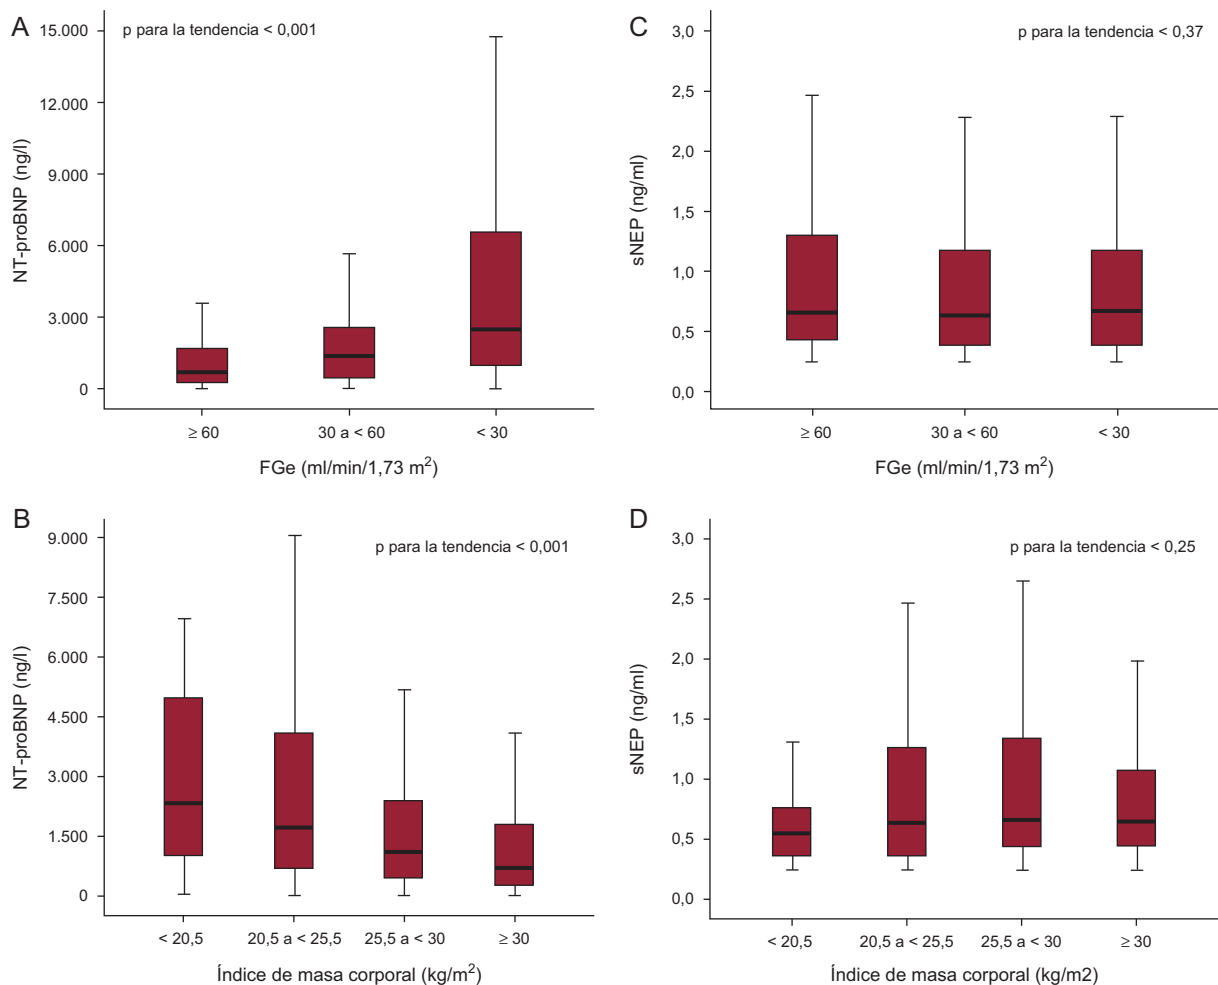 A
p para la tendencia < 0,001
NT-proBNP (ng/l)
15.000
12.000
9.000
6.000
3.000
0
≥ 60
30 a < 60
< 30
FGe (ml/min/1,73 m²)
C
p para la tendencia < 0,37
sNEP (ng/ml)
3,0
2,5
2,0
1,5
1,0
0,5
0,0
≥ 60
30 a < 60
< 30
FGe (ml/min/1,73 m²)
B
p para la tendencia < 0,001
NT-proBNP (ng/l)
9.000
7.500
6.000
4.500
3.000
1.500
0
< 20,5
20,5 a < 25,5
25,5 a < 30
≥ 30
Índice de masa corporal (kg/m²)
D
p para la tendencia < 0,25
sNEP (ng/ml)
3,0
2,5
2,0
1,5
1,0
0,5
0,0
< 20,5
20,5 a < 25,5
25,5 a < 30
≥ 30
Índice de masa corporal (kg/m2)